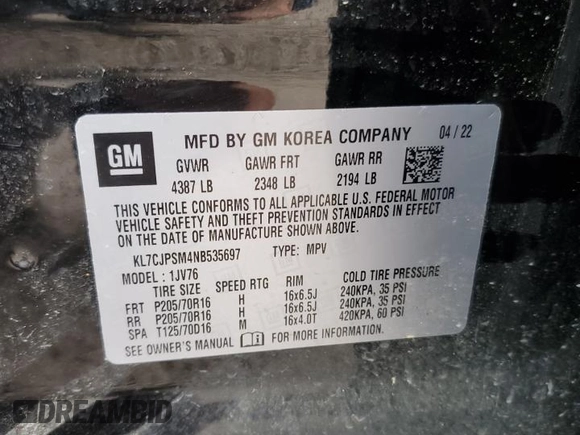 GM
MFD BY GM KOREA COMPANY 04 / 22
GVWR GAWR FRT GAWR RR
4387 LB 2348 LB 2194 LB
THIS VEHICLE CONFORMS TO ALL APPLICABLE U.S. FEDERAL MOTOR
VEHICLE SAFETY AND THEFT PREVENTION STANDARDS IN EFFECT
ON THE DATE OF MANUFACTURE SHOWN ABOVE.
KL7CJPSM4NB535697 TYPE: MPV
MODEL: 1JV76
TIRE SIZE SPEED RTG RIM COLD TIRE PRESSURE
FRT P205/70R16 H 16x6.5J 240KPA, 35 PSI
RR P205/70R16 H 16x6.5J 240KPA, 35 PSI
SPA T125/70D16 M 16x4.0T 420KPA, 60 PSI
SEE OWNER'S MANUAL FOR MORE INFORMATION.
DREAMBID